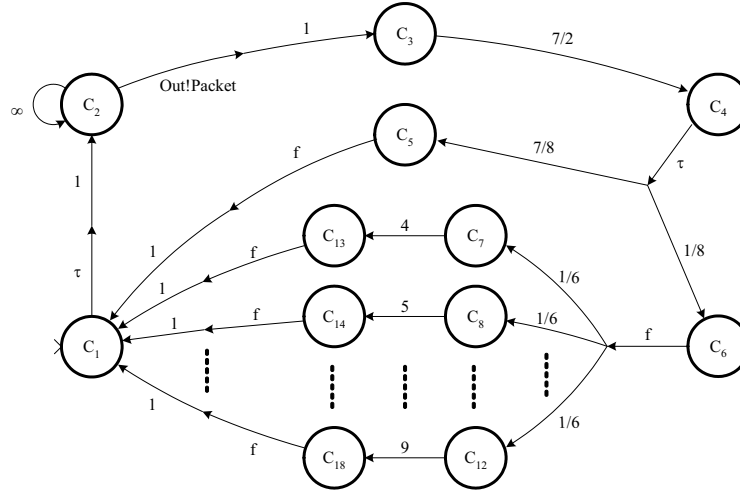 C3
1
7/2
Out!Packet
∞
C2
C4
C5
f
7/8
τ
1
1
C13
4
C7
f
1
1/8
1/6
τ
C14
5
C8
f
1
1/6
C1
f
C6
1
1/6
f
C18
9
C12